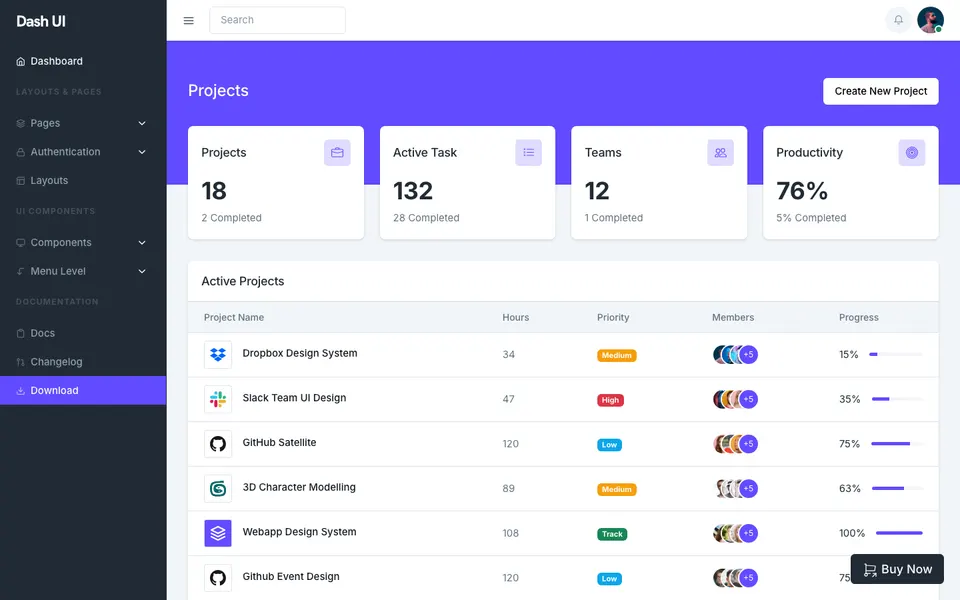 Dash UI
Dashboard
LAYOUTS & PAGES
Pages
Authentication
Layouts
UI COMPONENTS
Components
Menu Level
DOCUMENTATION
Docs
Changelog
Download
Search
Projects
Create New Project
Projects
18
2 Completed
Active Task
132
28 Completed
Teams
12
1 Completed
Productivity
76%
5% Completed
Active Projects
Project Name Hours Priority Members Progress
Dropbox Design System 34 Medium +5 15%
Slack Team UI Design 47 High +5 35%
GitHub Satellite 120 Low +5 75%
3D Character Modelling 89 Medium +5 63%
Webapp Design System 108 Track +5 100%
Github Event Design 120 Low +5 75
Buy Now